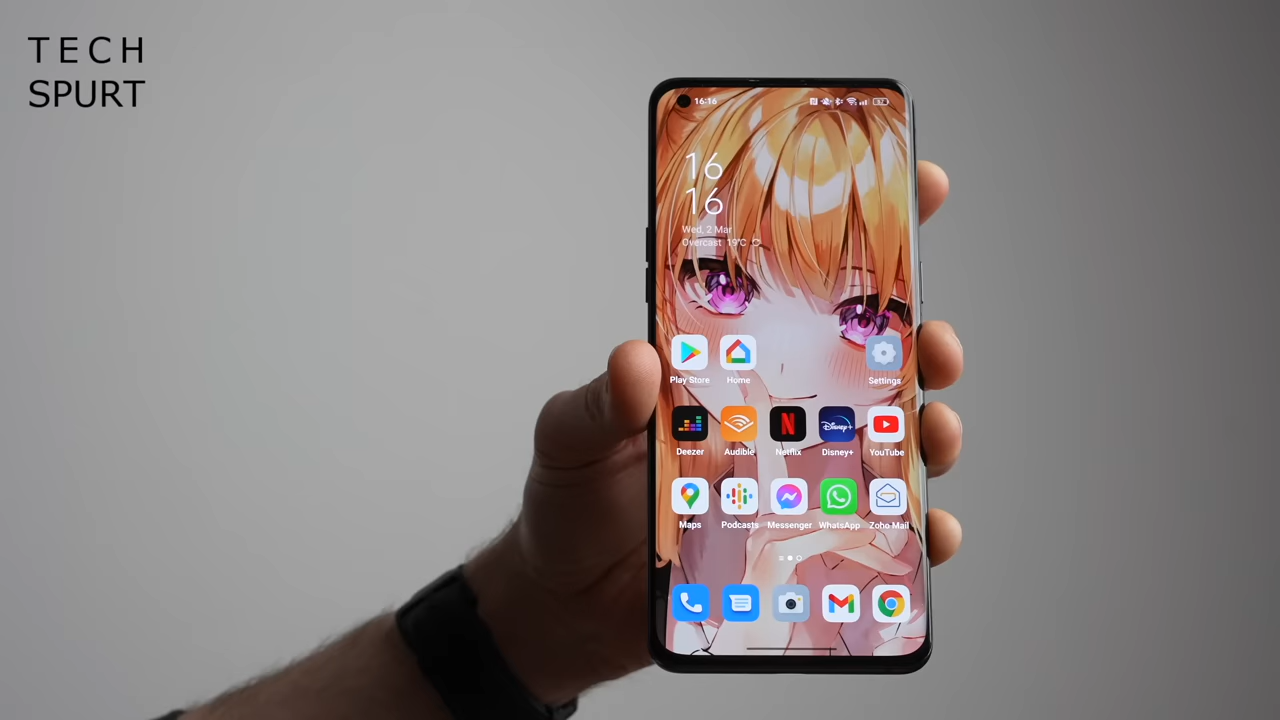 TECH
SPURT
16:16
92
16
16
Wed, 2 Mar
Overcast 19°C
Play Store
Home
Settings
Deezer
Audible
Netflix
Disney+
YouTube
Maps
Podcasts
Messenger
WhatsApp
Zoho Mail